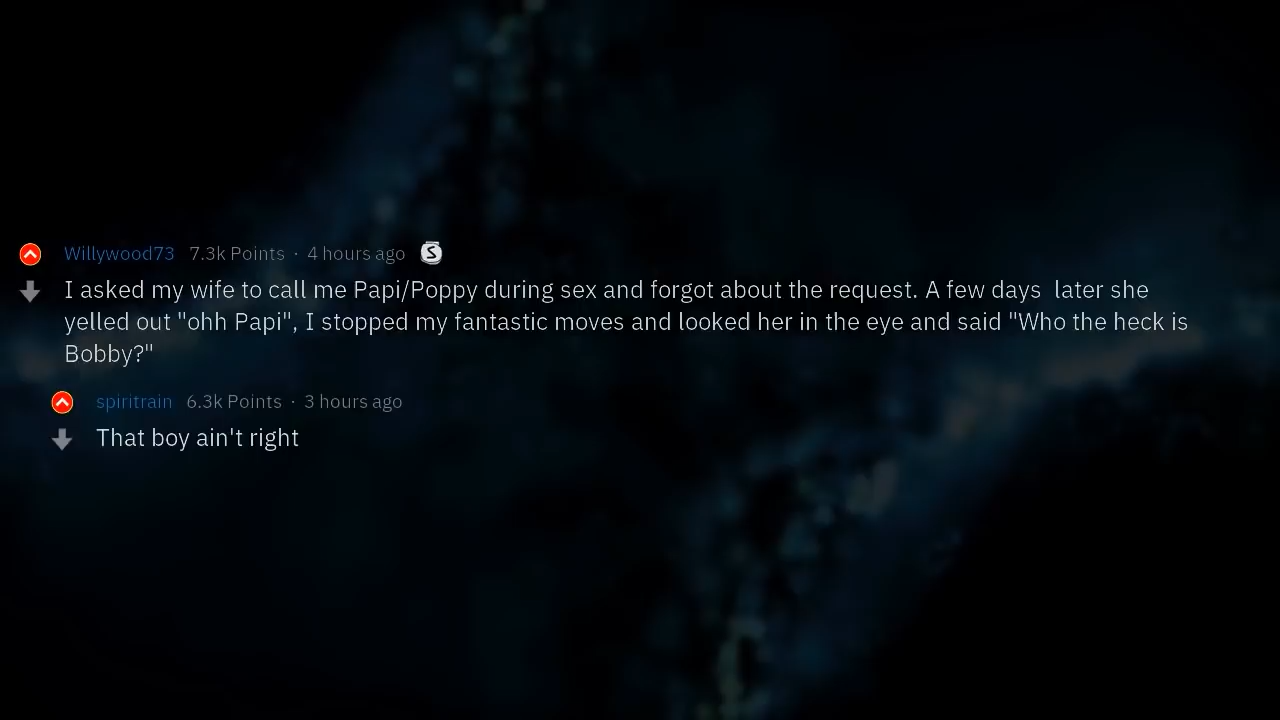 Willywood73 7.3k Points · 4 hours ago S
I asked my wife to call me Papi/Poppy during sex and forgot about the request. A few days  later she
yelled out "ohh Papi", I stopped my fantastic moves and looked her in the eye and said "Who the heck is
Bobby?"
spiritrain 6.3k Points · 3 hours ago
That boy ain't right